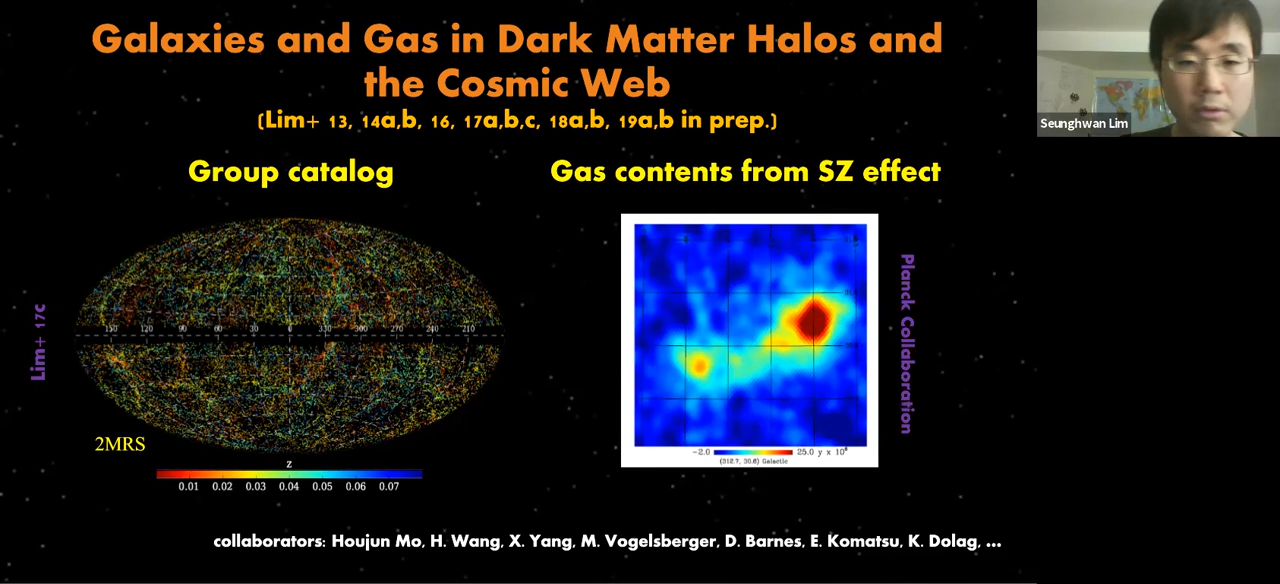 Galaxies and Gas in Dark Matter Halos and
the Cosmic Web
(Lim+ 13, 14a,b, 16, 17a,b,c, 18a,b, 19a,b in prep.)
Seunghwan Lim
Group catalog
Gas contents from SZ effect
Lim+ 17c
150 120 90 60 30 0 330 300 270 240 210
2MRS
z
0.01 0.02 0.03 0.04 0.05 0.06 0.07
Planck Collaboration
-2.0 25.0 y x 10⁶
Galactic
collaborators: Houjun Mo, H. Wang, X. Yang, M. Vogelsberger, D. Barnes, E. Komatsu, K. Dolag, ...